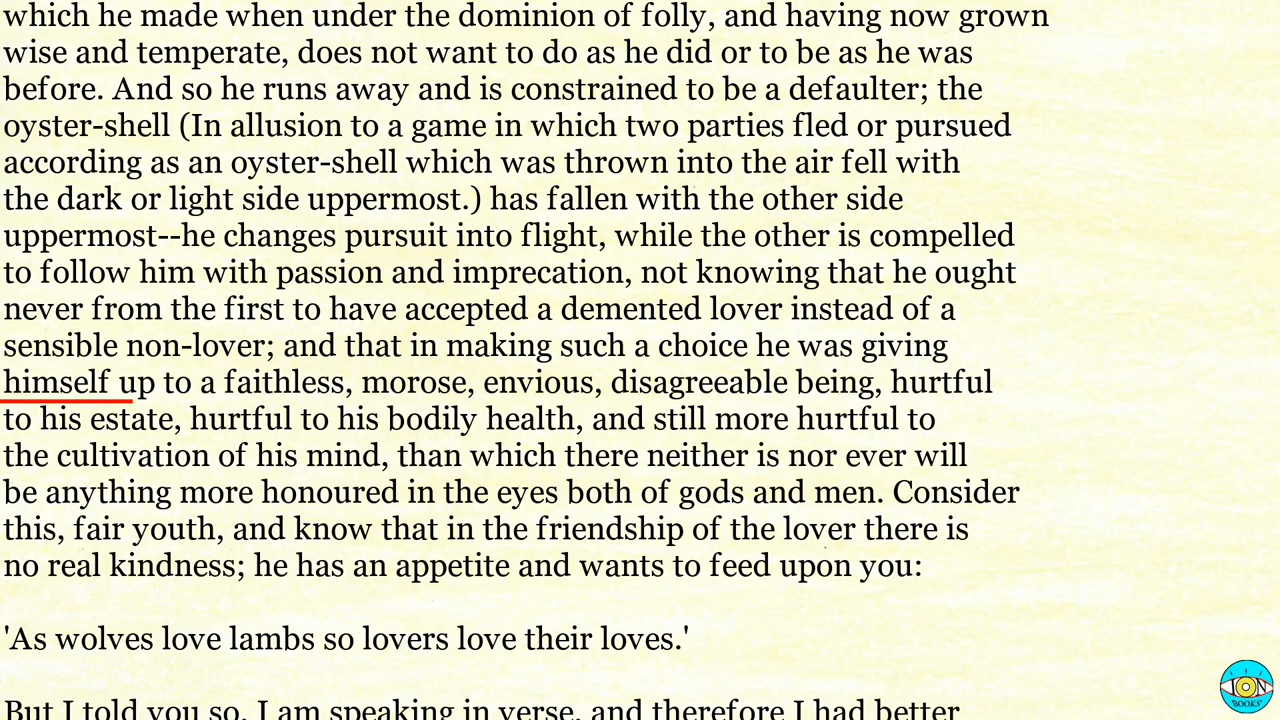 which he made when under the dominion of folly, and having now grown
wise and temperate, does not want to do as he did or to be as he was
before. And so he runs away and is constrained to be a defaulter; the
oyster-shell (In allusion to a game in which two parties fled or pursued
according as an oyster-shell which was thrown into the air fell with
the dark or light side uppermost.) has fallen with the other side
uppermost--he changes pursuit into flight, while the other is compelled
to follow him with passion and imprecation, not knowing that he ought
never from the first to have accepted a demented lover instead of a
sensible non-lover; and that in making such a choice he was giving
himself up to a faithless, morose, envious, disagreeable being, hurtful
to his estate, hurtful to his bodily health, and still more hurtful to
the cultivation of his mind, than which there neither is nor ever will
be anything more honoured in the eyes both of gods and men. Consider
this, fair youth, and know that in the friendship of the lover there is
no real kindness; he has an appetite and wants to feed upon you:
'As wolves love lambs so lovers love their loves.'
But I told you so, I am speaking in verse, and therefore I had better
ION
BOOKS